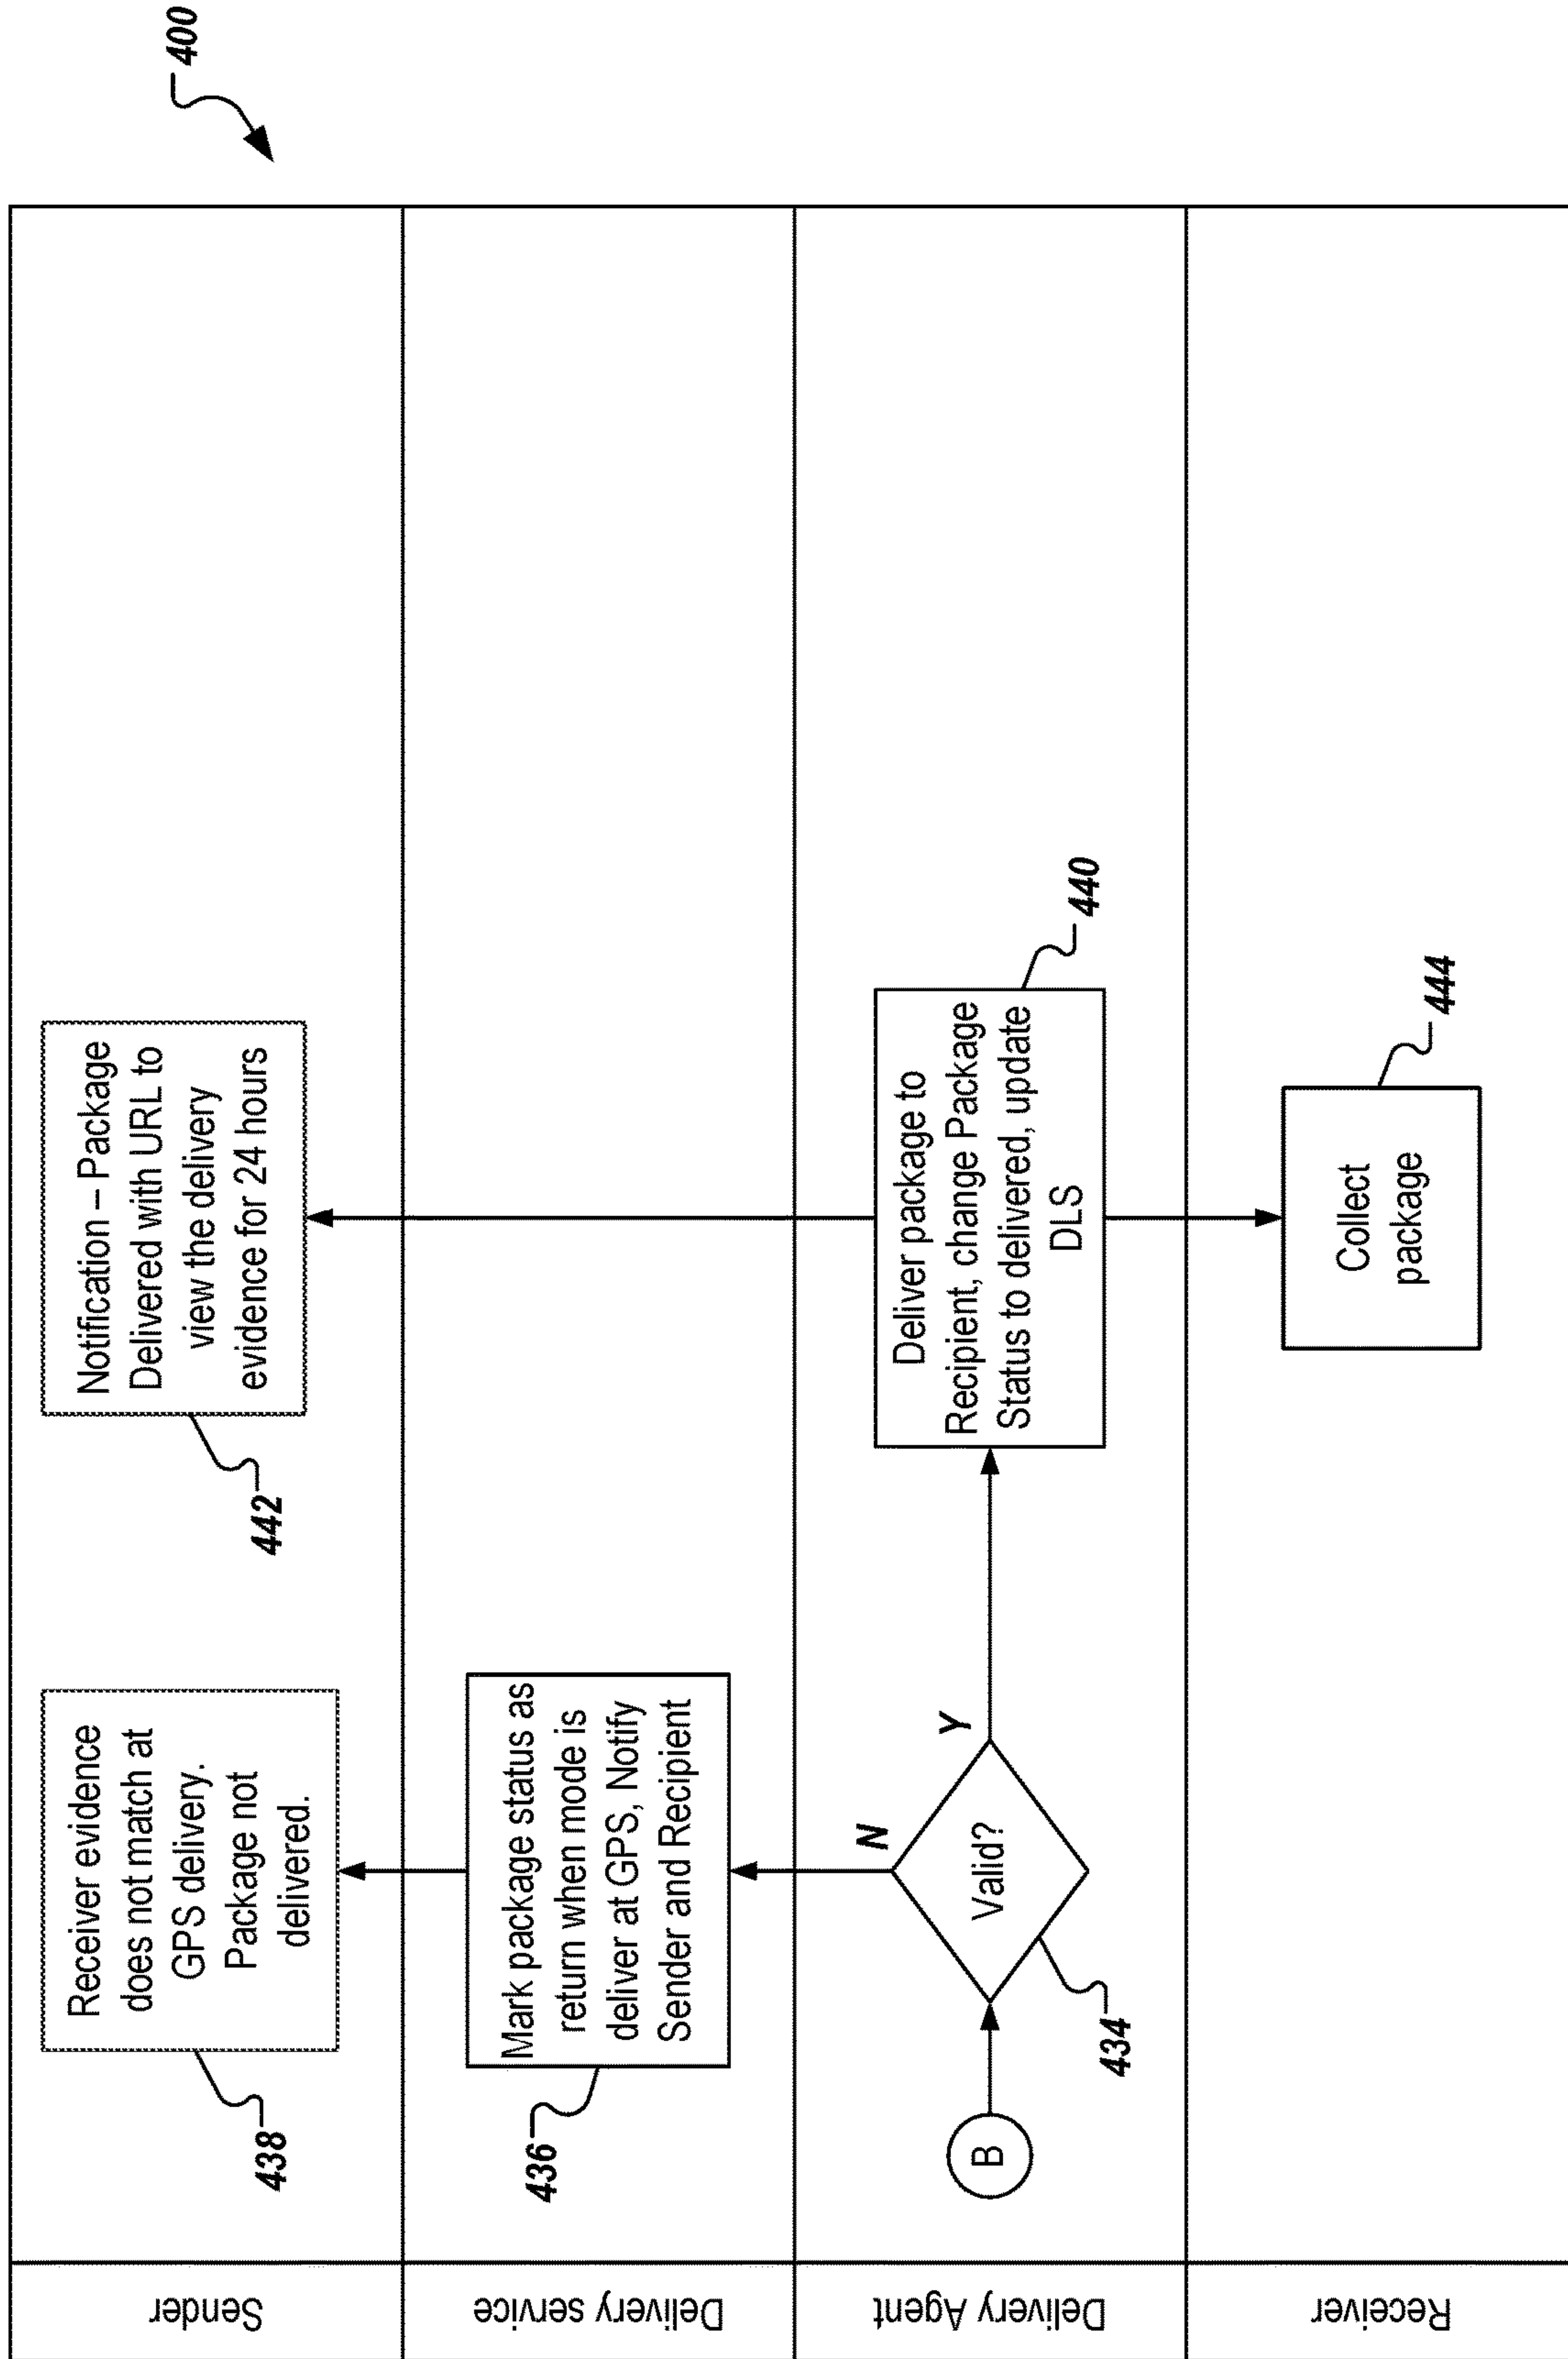 400
Sender
Receiver evidence
does not match at
GPS delivery.
Package not
delivered.
438
Notification – Package
Delivered with URL to
view the delivery
evidence for 24 hours
442
Delivery service
Mark package status as
return when mode is
deliver at GPS, Notify
Sender and Recipient
436
Delivery Agent
B
Valid?
N
Y
434
Deliver package to
Recipient, change Package
Status to delivered, update
DLS
440
Receiver
Collect
package
444